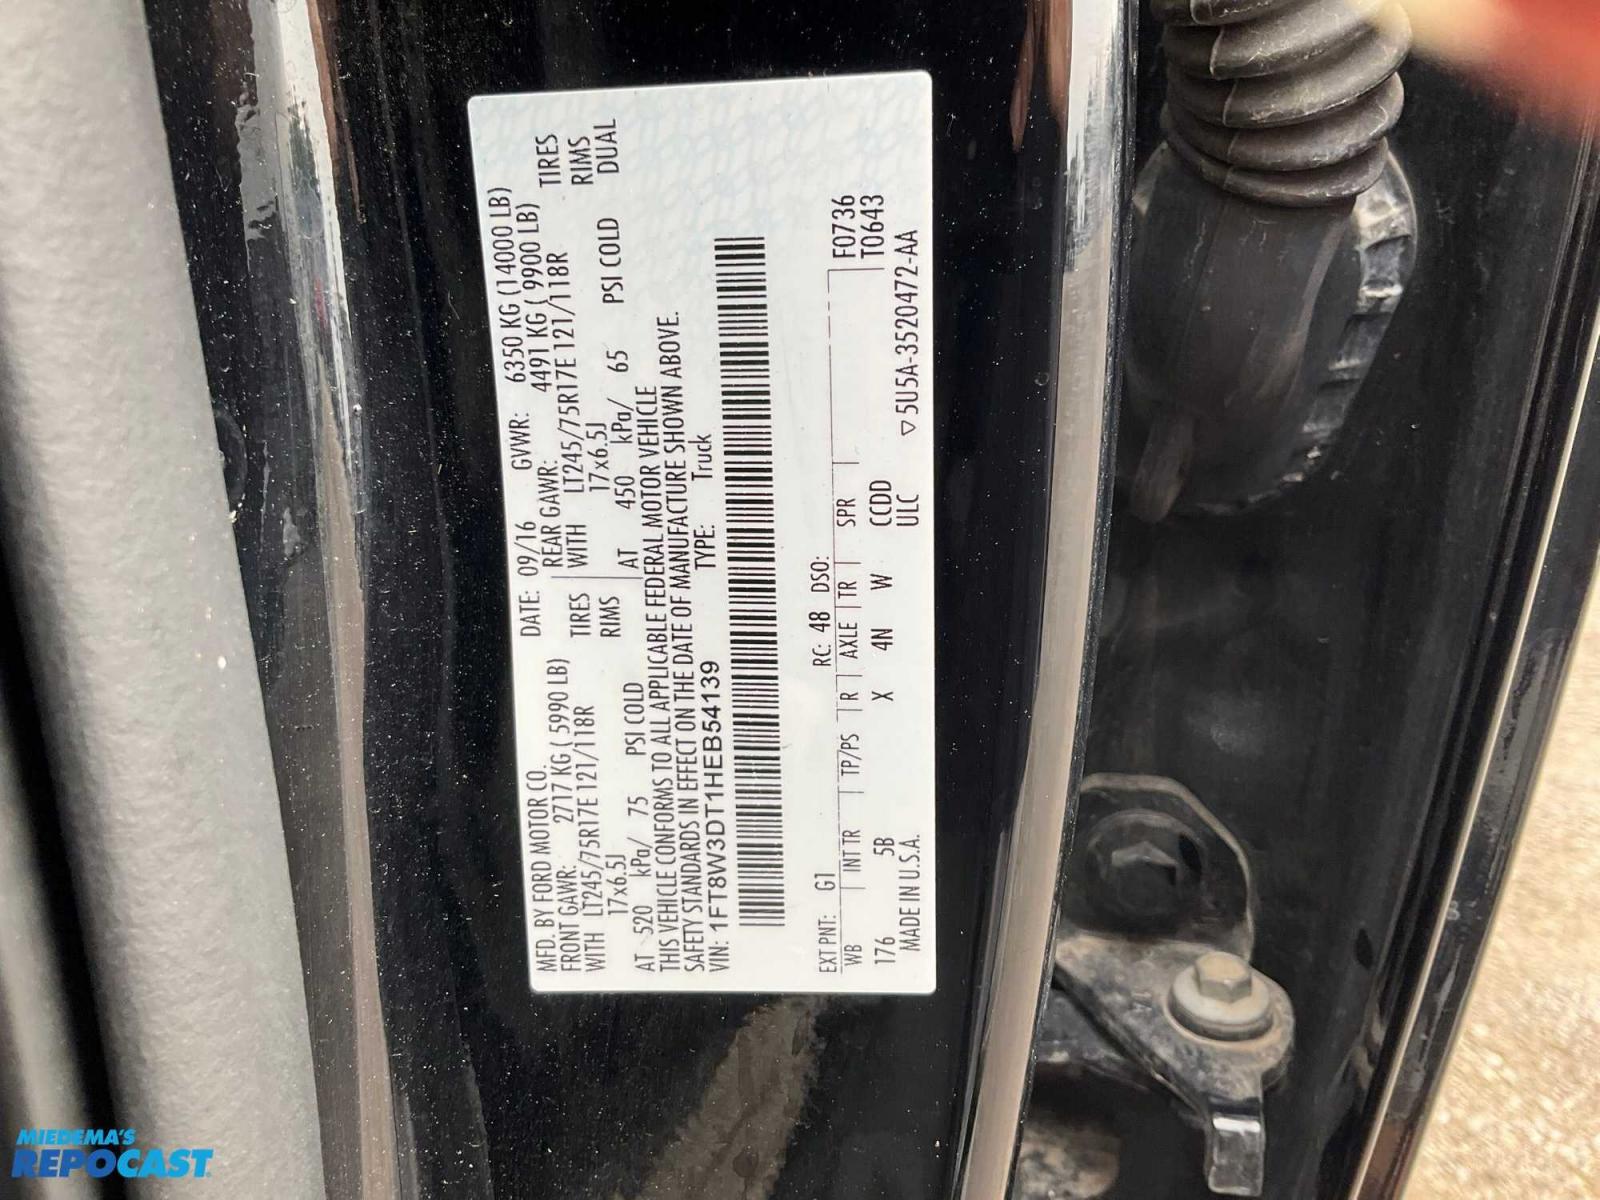 MFD. BY FORD MOTOR CO. DATE: 09/16 GVWR: 6350 KG (14000 LB)
FRONT GAWR: 2717 KG ( 5990 LB) REAR GAWR: 4491 KG ( 9900 LB)
WITH LT245/75R17E 121/118R TIRES WITH LT245/75R17E 121/118R TIRES
17x6.5J RIMS 17x6.5J RIMS
AT 520 kPa/ 75 PSI COLD AT 450 kPa/ 65 PSI COLD DUAL
THIS VEHICLE CONFORMS TO ALL APPLICABLE FEDERAL MOTOR VEHICLE
SAFETY STANDARDS IN EFFECT ON THE DATE OF MANUFACTURE SHOWN ABOVE.
VIN: 1FT8W3DT1HEB54139 TYPE: Truck
EXT PNT: G1 RC: 48 DSO: F0736
WB INT TR TP/PS R AXLE TR SPR T0643
176 5B X 4N W CCDD
MADE IN U.S.A. ULC ▽5U5A-3520472-AA
MIEDEMA'S
REPOCAST